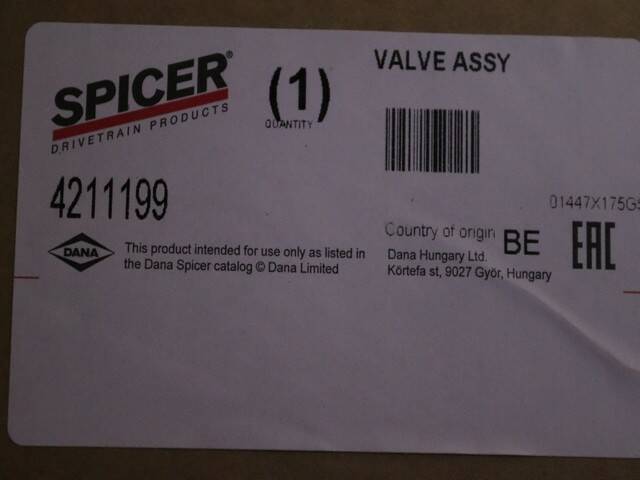 SPICER®
DRIVETRAIN PRODUCTS
(1)
QUANTITY
VALVE ASSY
4211199
01447X175G
DANA
This product intended for use only as listed in
the Dana Spicer catalog © Dana Limited
Country of origin BE
Dana Hungary Ltd.
Körtefa st, 9027 Győr, Hungary
EAC